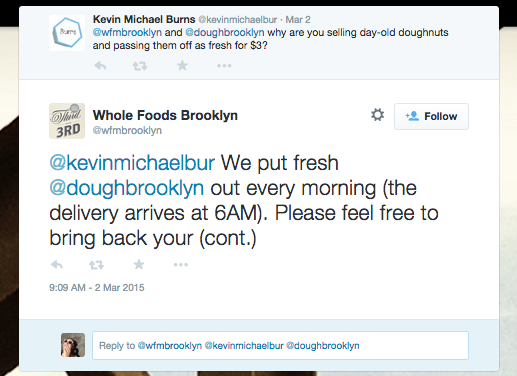 Burns
Kevin Michael Burns @kevinmichaelbur · Mar 2
@wfmbrooklyn and @doughbrooklyn why are you selling day-old doughnuts
and passing them off as fresh for $3?
Third
3RD
Whole Foods Brooklyn
@wfmbrooklyn
Follow
@kevinmichaelbur We put fresh
@doughbrooklyn out every morning (the
delivery arrives at 6AM). Please feel free to
bring back your (cont.)
9:09 AM - 2 Mar 2015
Reply to @wfmbrooklyn @kevinmichaelbur @doughbrooklyn